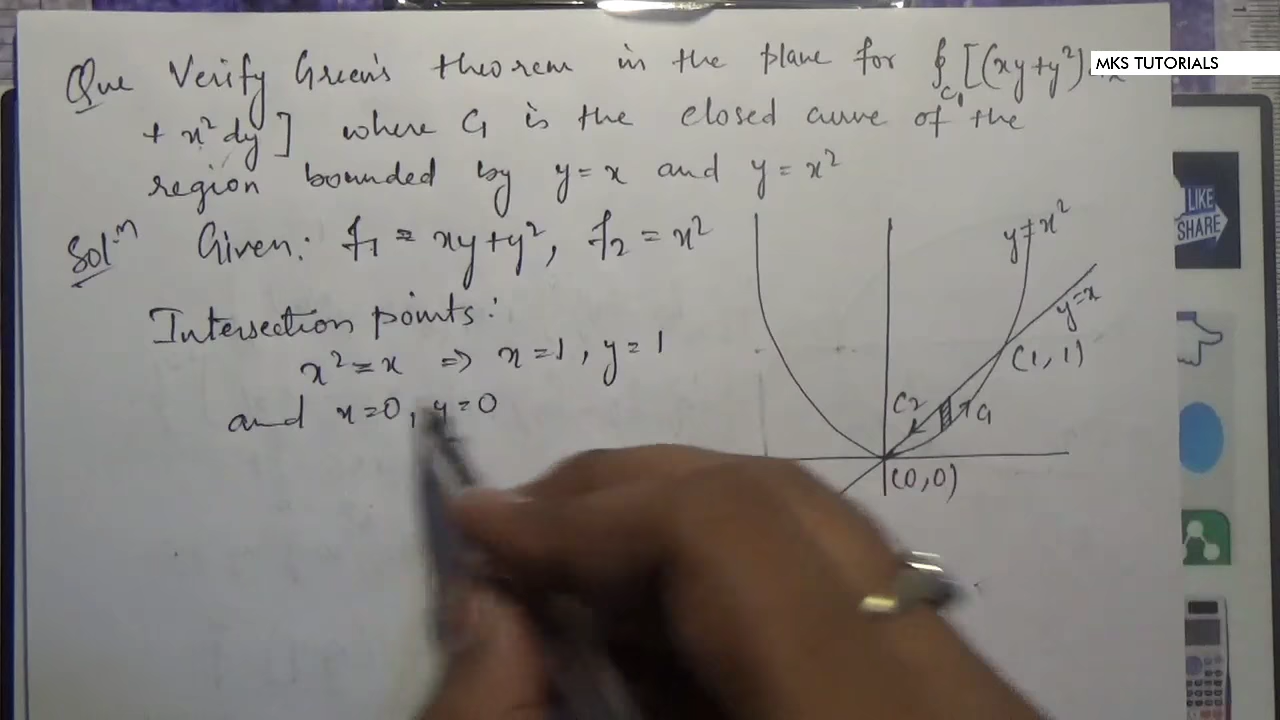 Que Verify Green's theorem in the plane for ∮C₁ [(xy+y²)
MKS TUTORIALS
+ x²dy] where C₁ is the closed curve of the
region bounded by y=x and y=x²
Solⁿ Given: f₁ = xy+y², f₂ = x²
Intersection points:
x²=x ⇒ x=1, y=1
and x=0, y=0
y=x²
y=x
(1,1)
C₂
C₁
(0,0)
LIKE
SHARE